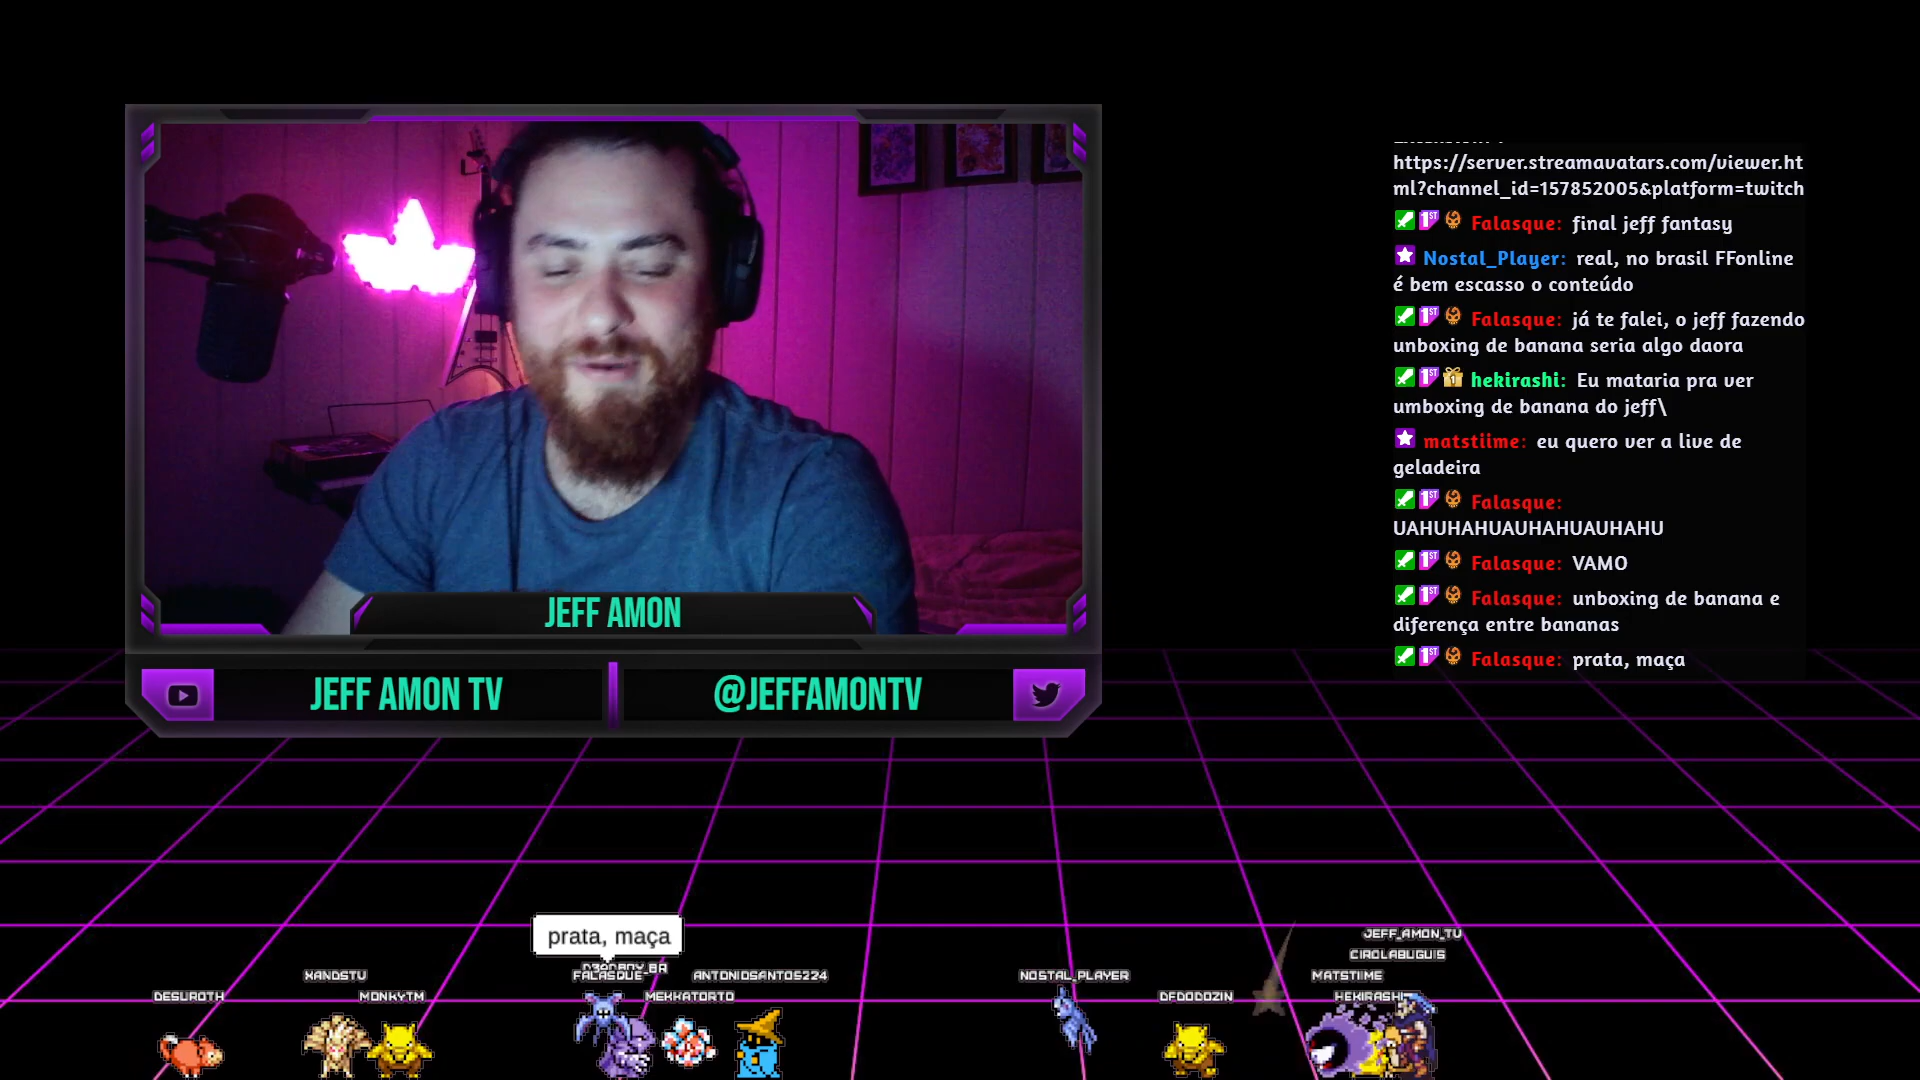 https://server.streamavatars.com/viewer.ht
ml?channel_id=157852005&platform=twitch
Falasque: final jeff fantasy
Nostal_Player: real, no brasil FFonline
é bem escasso o conteúdo
Falasque: já te falei, o jeff fazendo
unboxing de banana seria algo daora
hekirashi: Eu mataria pra ver
umboxing de banana do jeff\
matstiime: eu quero ver a live de
geladeira
Falasque:
UAHUHAHUAUHAHUAUHAHU
Falasque: VAMO
Falasque: unboxing de banana e
diferença entre bananas
Falasque: prata, maça
JEFF AMON
JEFF AMON TV
@JEFFAMONTV
prata, maça
JEFF_AMON_TV
CIROLABUGUIS
XANDSTV
FALASQUE
ANTONIOSANTOS224
NOSTAL_PLAYER
MATSTIIME
DESUROTH
MONKYTM
MEKKATORTO
DFDODOZIN
HEKIRASHI